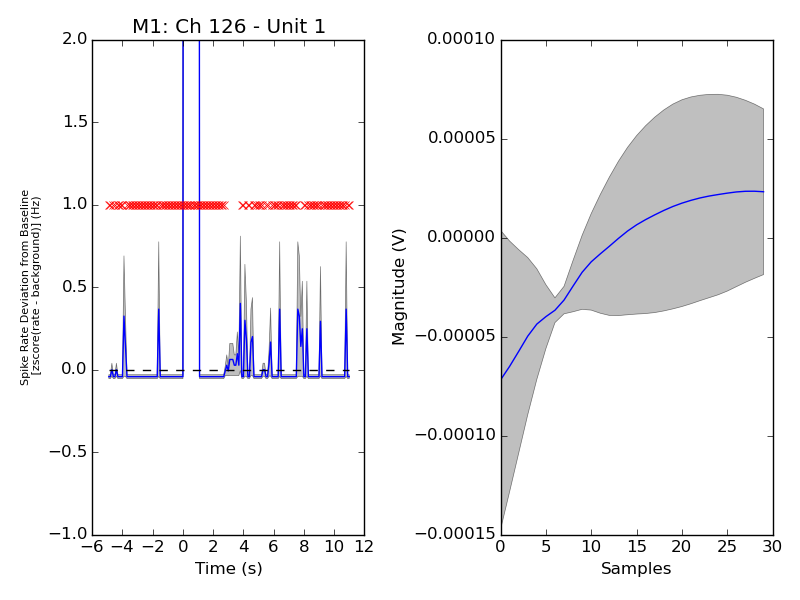 M1: Ch 126 - Unit 1
2.0
1.5
1.0
0.5
0.0
−0.5
−1.0
−6 −4 −2 0 2 4 6 8 10 12
Time (s)
Spike Rate Deviation from Baseline
[zscore(rate - background)] (Hz)
0.00010
0.00005
0.00000
−0.00005
−0.00010
−0.00015
0 5 10 15 20 25 30
Samples
Magnitude (V)